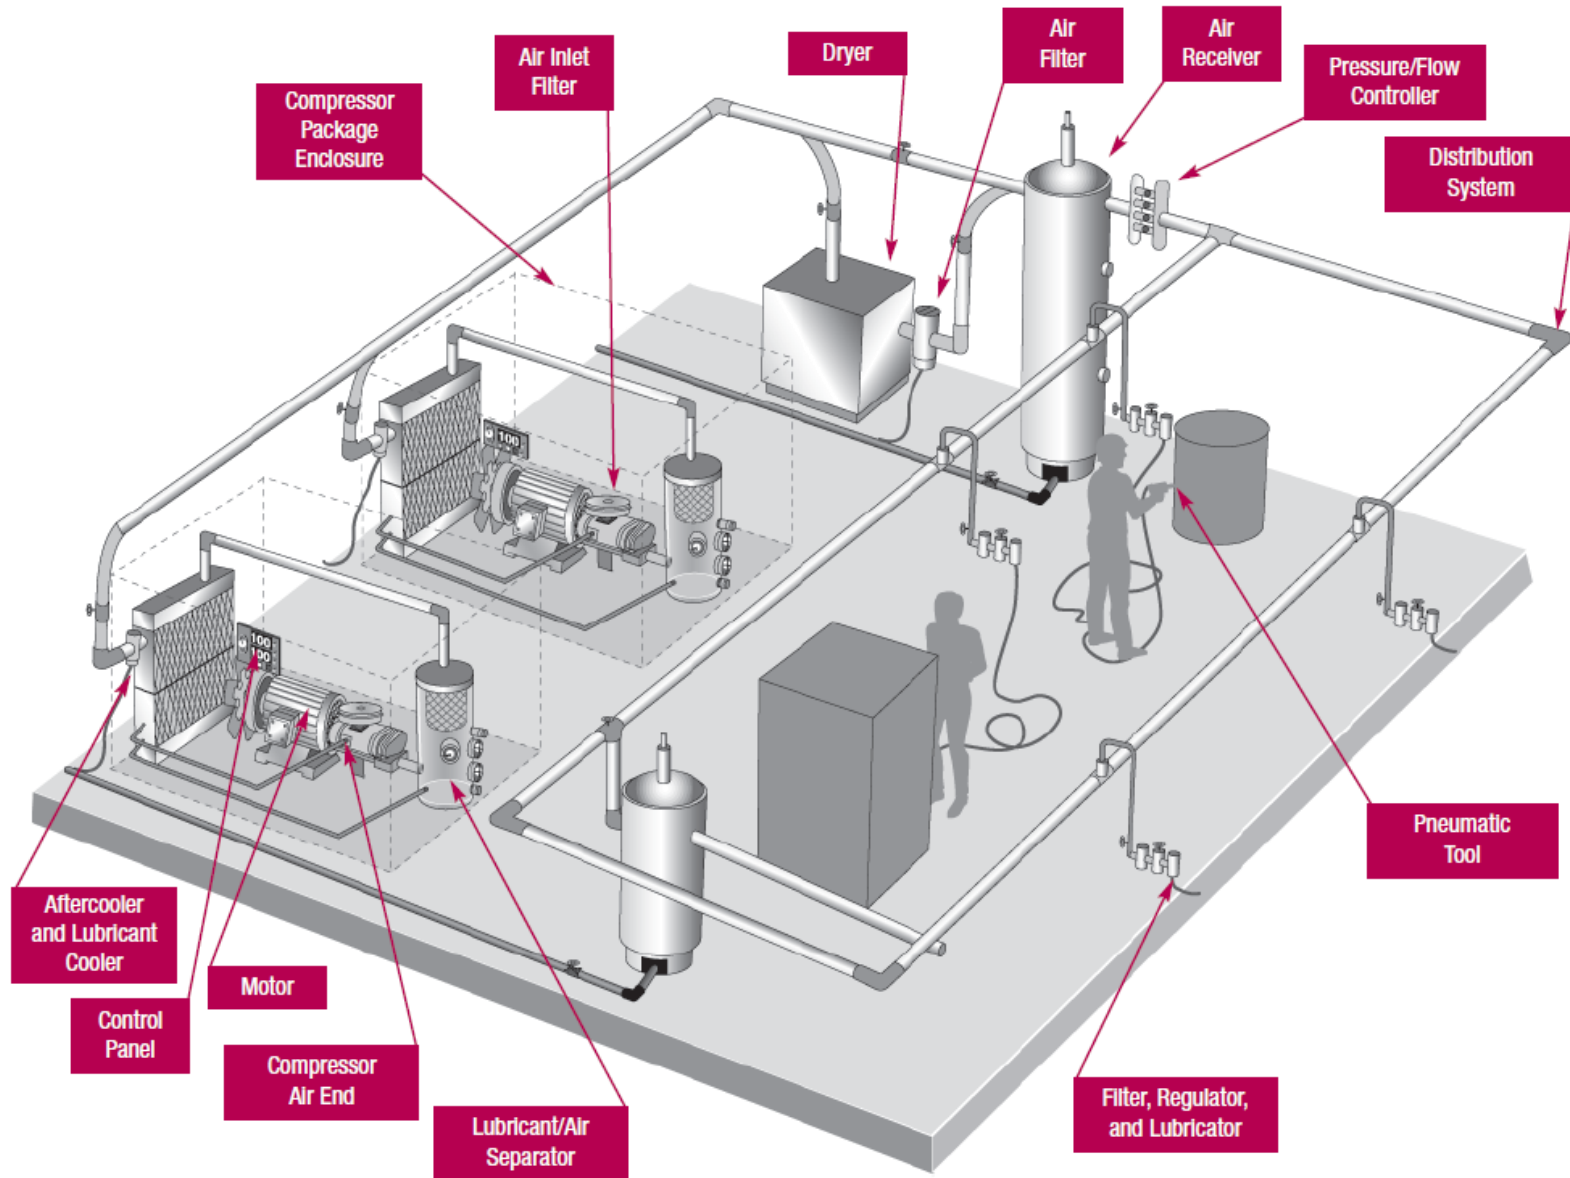 Air Inlet
Filter
Dryer
Air
Filter
Air
Receiver
Pressure/Flow
Controller
Compressor
Package
Enclosure
Distribution
System
100
100
100
Pneumatic
Tool
Aftercooler
and Lubricant
Cooler
Motor
Control
Panel
Compressor
Air End
Lubricant/Air
Separator
Filter, Regulator,
and Lubricator